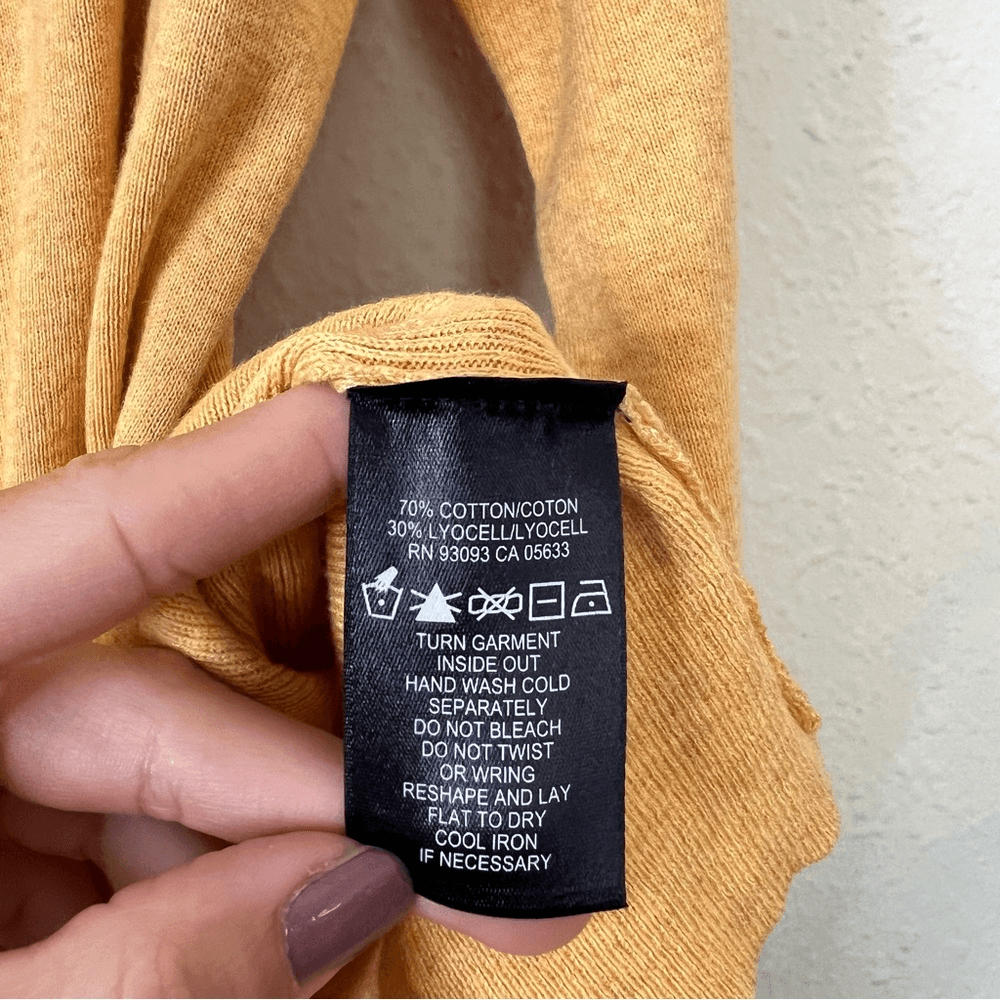 70% COTTON/COTON
30% LYOCELL/LYOCELL
RN 93093 CA 05633
TURN GARMENT
INSIDE OUT
HAND WASH COLD
SEPARATELY
DO NOT BLEACH
DO NOT TWIST
OR WRING
RESHAPE AND LAY
FLAT TO DRY
COOL IRON
IF NECESSARY